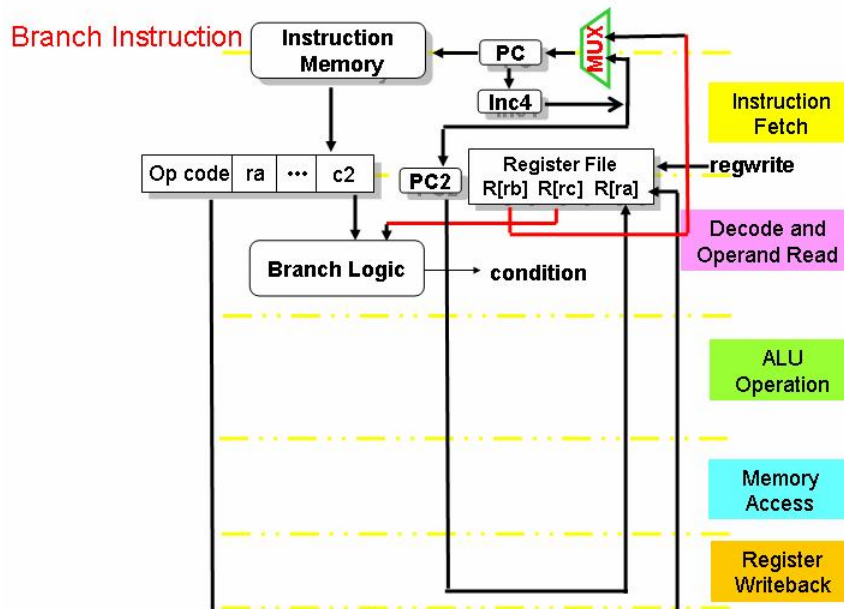 Branch Instruction
Instruction
Memory
PC
MUX
Inc4
Instruction
Fetch
Op code ra ••• c2
PC2
Register File
R[rb] R[rc] R[ra]
regwrite
Decode and
Operand Read
Branch Logic
condition
ALU
Operation
Memory
Access
Register
Writeback